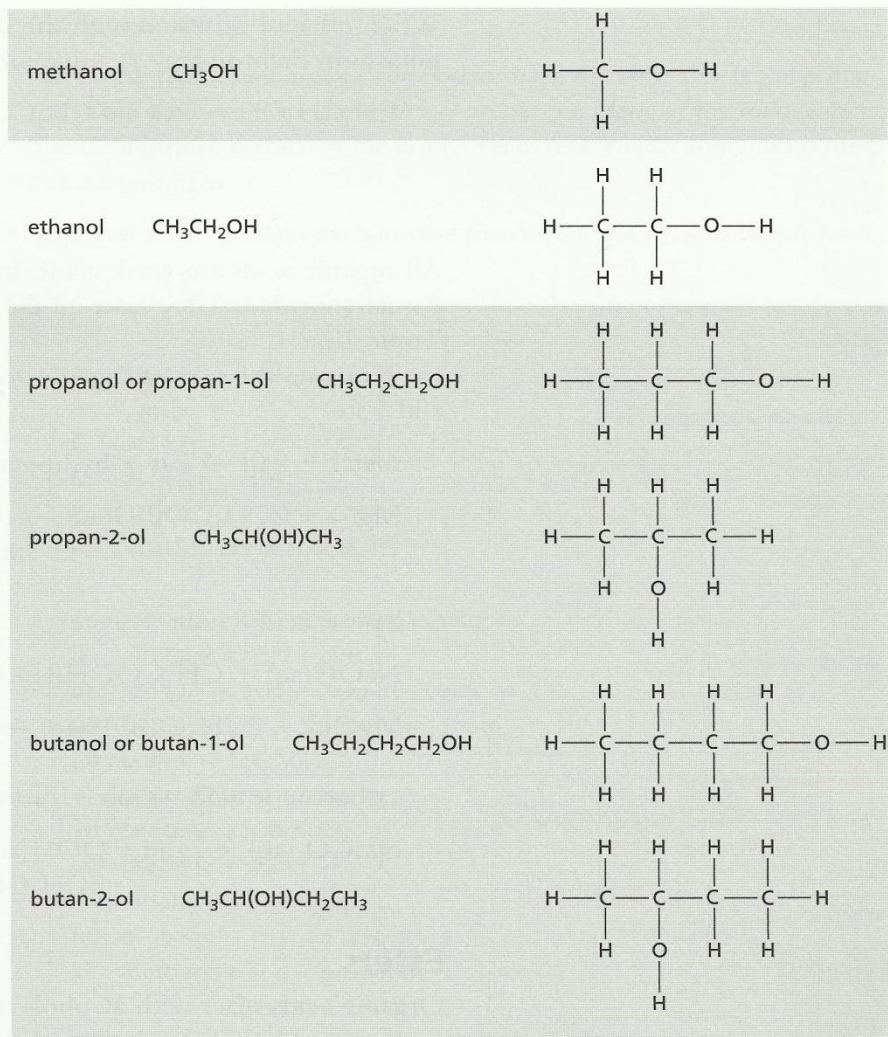 methanol CH₃OH
H
H—C—O—H
H
ethanol CH₃CH₂OH
H H
H—C—C—O—H
H H
propanol or propan-1-ol CH₃CH₂CH₂OH
H H H
H—C—C—C—O—H
H H H
propan-2-ol CH₃CH(OH)CH₃
H H H
H—C—C—C—H
H O H
H
butanol or butan-1-ol CH₃CH₂CH₂CH₂OH
H H H H
H—C—C—C—C—O—H
H H H H
butan-2-ol CH₃CH(OH)CH₂CH₃
H H H H
H—C—C—C—C—H
H O H H
H